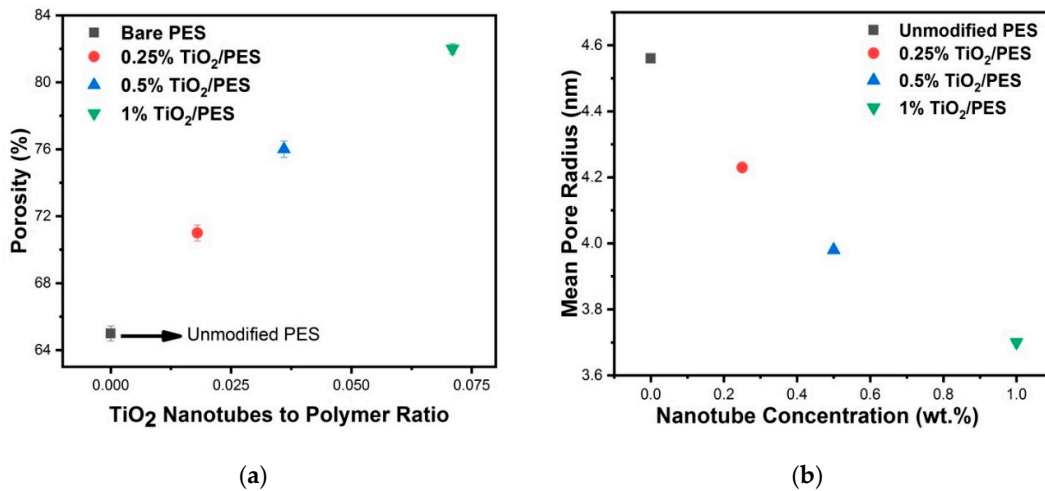 84
80
76
72
68
64
Porosity (%)
Bare PES
0.25% TiO2/PES
0.5% TiO2/PES
1% TiO2/PES
Unmodified PES
0.000
0.025
0.050
0.075
TiO2 Nanotubes to Polymer Ratio
(a)
4.6
4.4
4.2
4.0
3.8
3.6
Mean Pore Radius (nm)
Unmodified PES
0.25% TiO2/PES
0.5% TiO2/PES
1% TiO2/PES
0.0
0.2
0.4
0.6
0.8
1.0
Nanotube Concentration (wt.%)
(b)